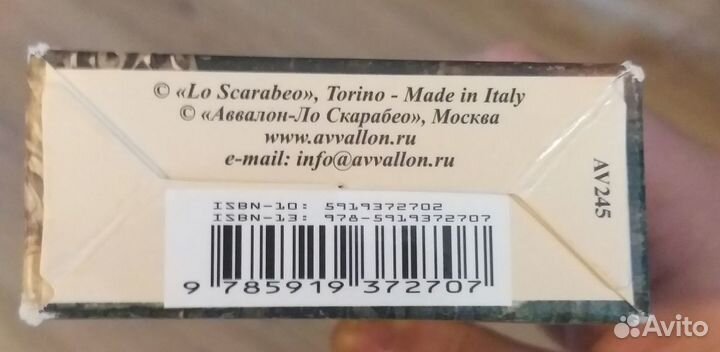 © «Lo Scarabeo», Torino - Made in Italy
© «Аввалон-Ло Скарабео», Москва
www.avvallon.ru
e-mail: info@avvallon.ru
AV245
ISBN-10: 5919372702
ISBN-13: 978-5919372707
9 785919 372707
Avito